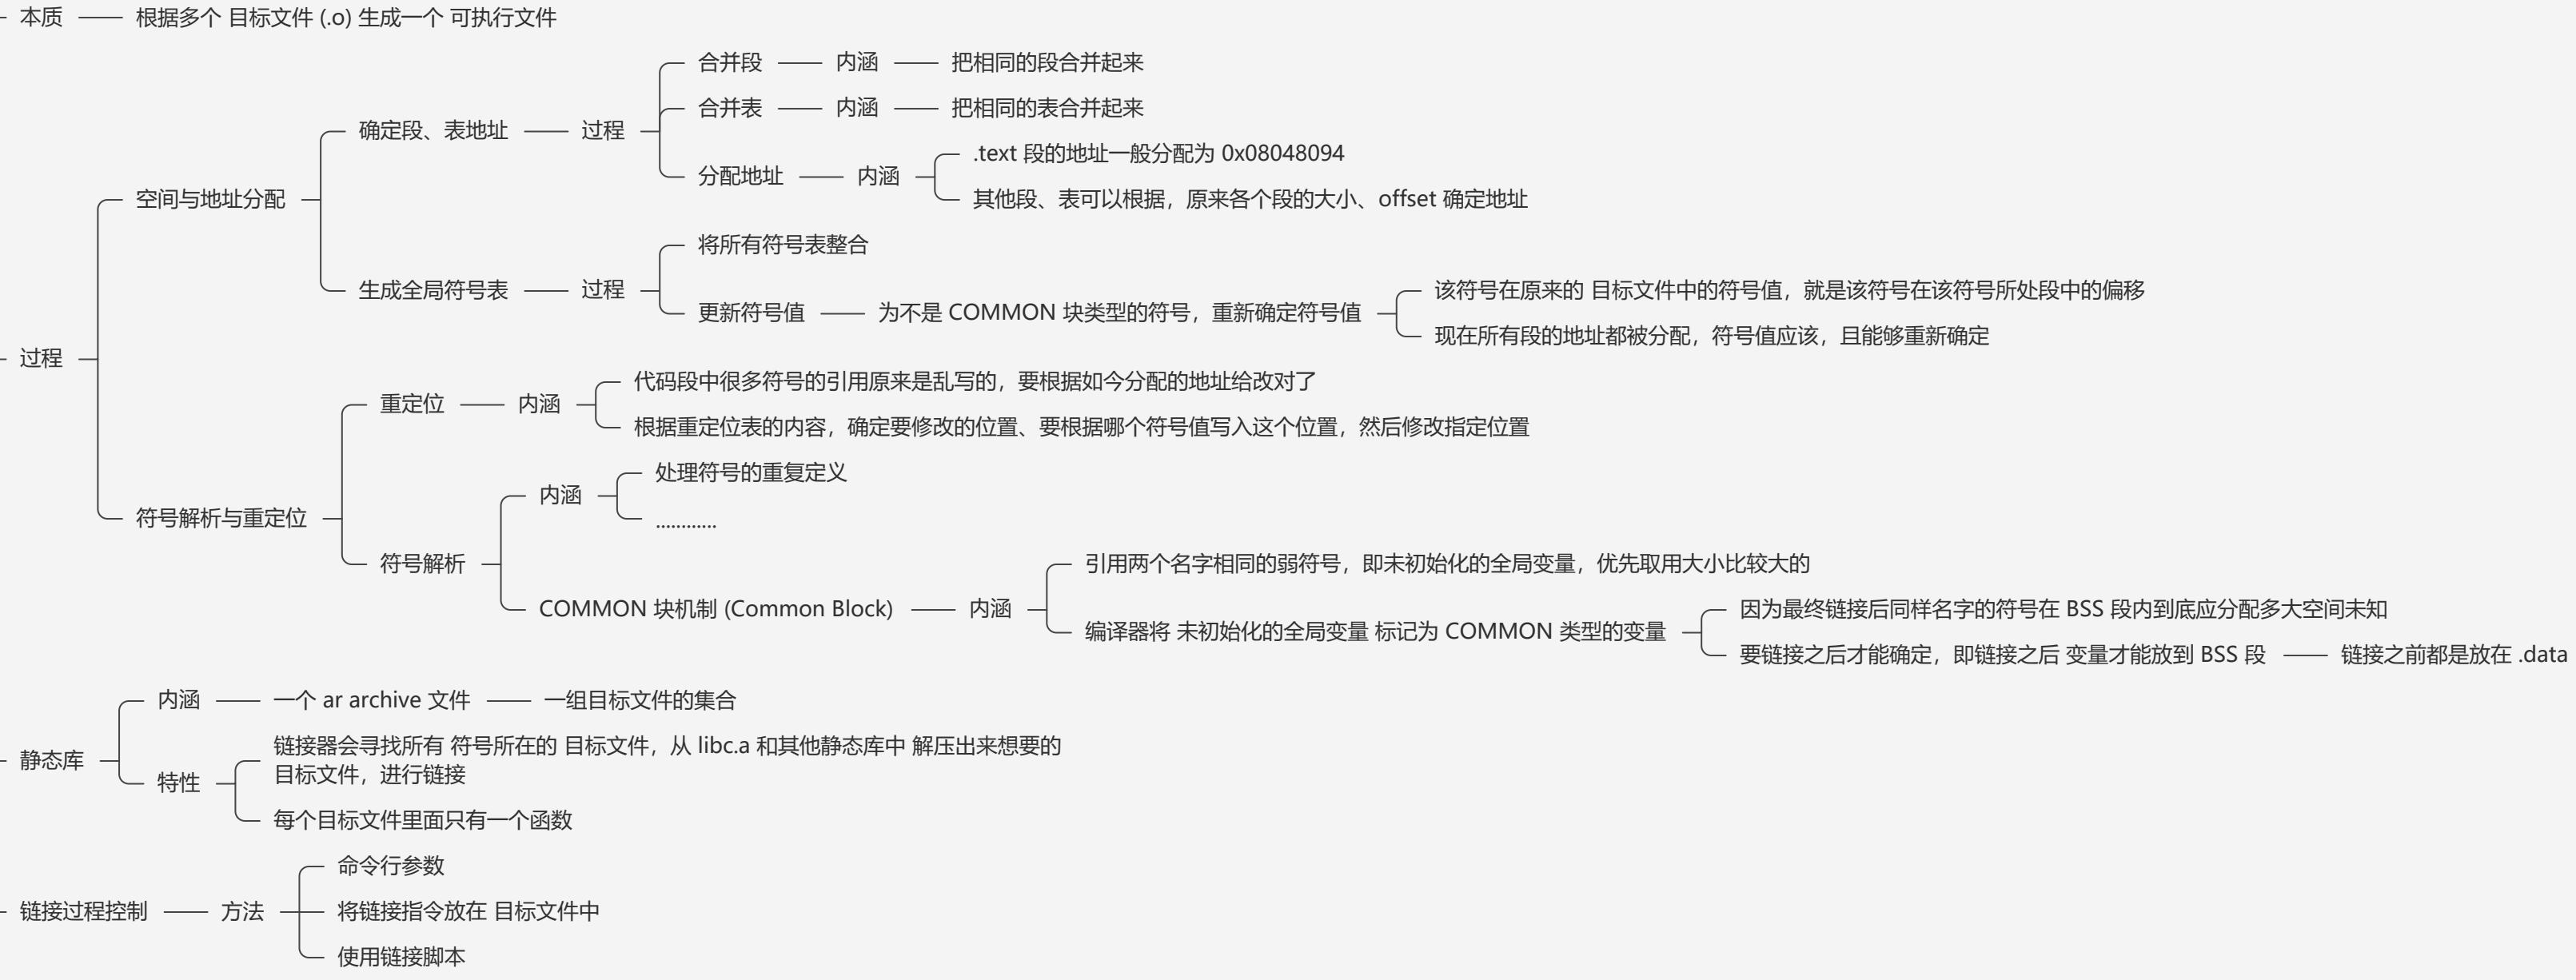 本质
根据多个 目标文件 (.o) 生成一个 可执行文件
过程
空间与地址分配
确定段、表地址
过程
合并段
内涵
把相同的段合并起来
合并表
内涵
把相同的表合并起来
分配地址
内涵
.text 段的地址一般分配为 0x08048094
其他段、表可以根据，原来各个段的大小、offset 确定地址
生成全局符号表
过程
将所有符号表整合
更新符号值
为不是 COMMON 块类型的符号，重新确定符号值
该符号在原来的 目标文件中的符号值，就是该符号在该符号所处段中的偏移
现在所有段的地址都被分配，符号值应该，且能够重新确定
符号解析与重定位
重定位
内涵
代码段中很多符号的引用原来是乱写的，要根据如今分配的地址给改对了
根据重定位表的内容，确定要修改的位置、要根据哪个符号值写入这个位置，然后修改指定位置
符号解析
内涵
处理符号的重复定义
............
COMMON 块机制 (Common Block)
内涵
引用两个名字相同的弱符号，即未初始化的全局变量，优先取用大小比较大的
编译器将 未初始化的全局变量 标记为 COMMON 类型的变量
因为最终链接后同样名字的符号在 BSS 段内到底应分配多大空间未知
要链接之后才能确定，即链接之后 变量才能放到 BSS 段
链接之前都是放在 .data
静态库
内涵
一个 ar archive 文件
一组目标文件的集合
特性
链接器会寻找所有 符号所在的 目标文件，从 libc.a 和其他静态库中 解压出来想要的
目标文件，进行链接
每个目标文件里面只有一个函数
链接过程控制
方法
命令行参数
将链接指令放在 目标文件中
使用链接脚本